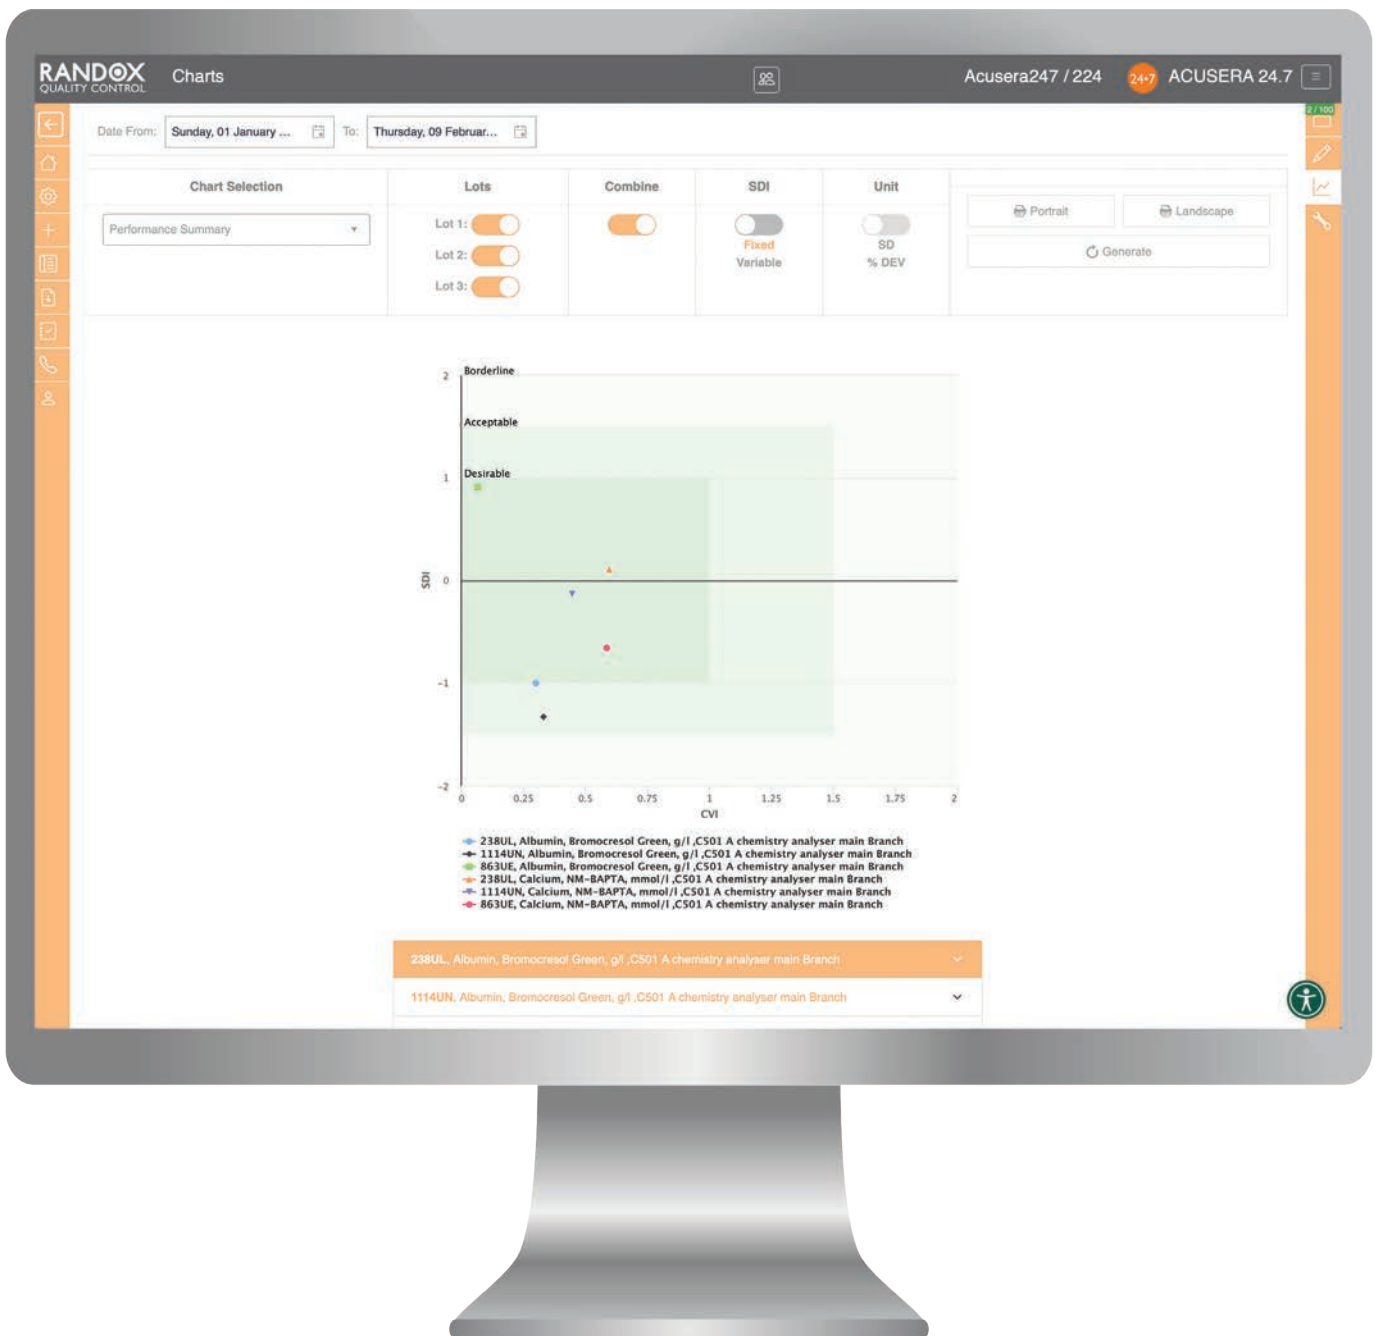 RANDOX
QUALITY CONTROL
Charts
Acusera247 / 224
24•7
ACUSERA 24.7
2 / 100
Date From:
Sunday, 01 January ...
To:
Thursday, 09 Februar...
Chart Selection
Lots
Combine
SDI
Unit
Performance Summary
Lot 1:
Lot 2:
Lot 3:
Fixed
Variable
SD
% DEV
Portrait
Landscape
Generate
Borderline
Acceptable
Desirable
2
1
0
-1
-2
SDI
0
0.25
0.5
0.75
1
1.25
1.5
1.75
2
CVI
238UL, Albumin, Bromocresol Green, g/l ,C501 A chemistry analyser main Branch
1114UN, Albumin, Bromocresol Green, g/l ,C501 A chemistry analyser main Branch
863UE, Albumin, Bromocresol Green, g/l ,C501 A chemistry analyser main Branch
238UL, Calcium, NM-BAPTA, mmol/l ,C501 A chemistry analyser main Branch
1114UN, Calcium, NM-BAPTA, mmol/l ,C501 A chemistry analyser main Branch
863UE, Calcium, NM-BAPTA, mmol/l ,C501 A chemistry analyser main Branch
238UL, Albumin, Bromocresol Green, g/l ,C501 A chemistry analyser main Branch
1114UN, Albumin, Bromocresol Green, g/l ,C501 A chemistry analyser main Branch